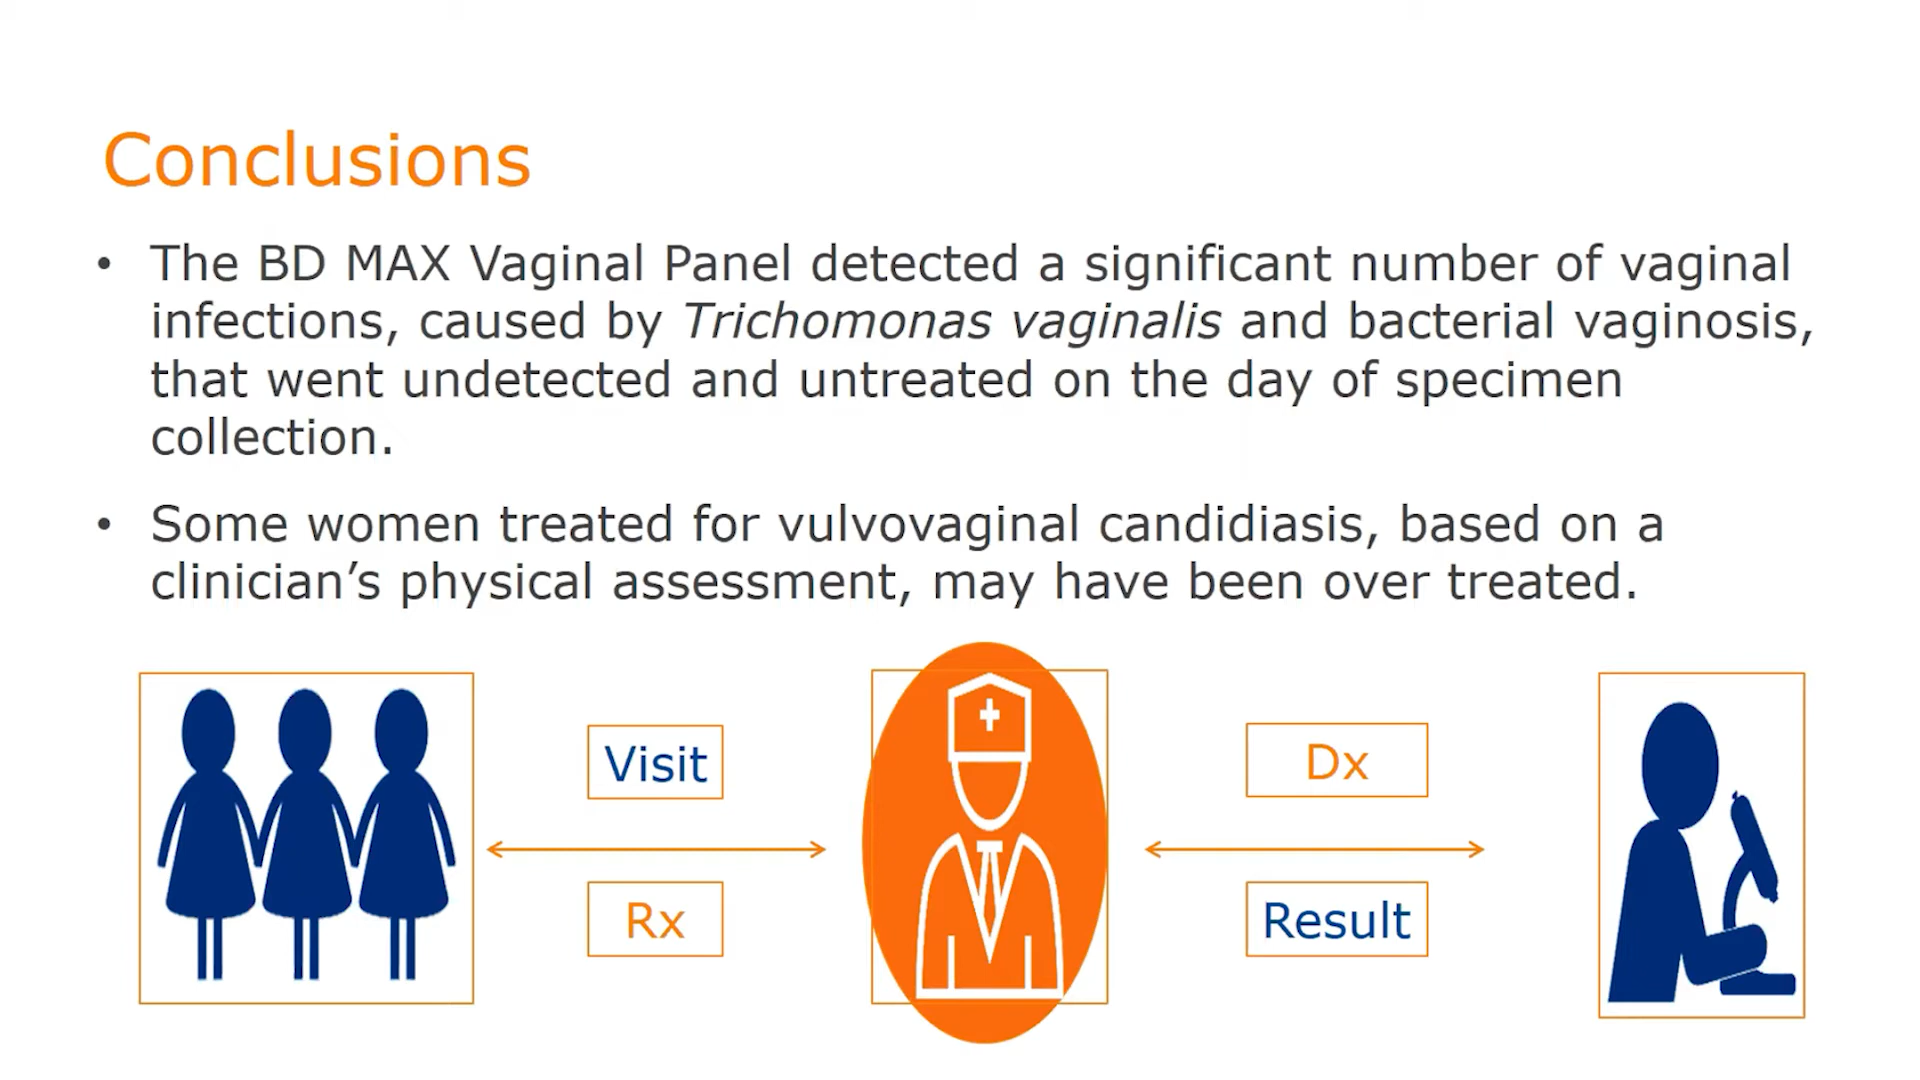 Conclusions
• The BD MAX Vaginal Panel detected a significant number of vaginal
infections, caused by Trichomonas vaginalis and bacterial vaginosis,
that went undetected and untreated on the day of specimen
collection.
• Some women treated for vulvovaginal candidiasis, based on a
clinician’s physical assessment, may have been over treated.
Visit
Rx
Dx
Result